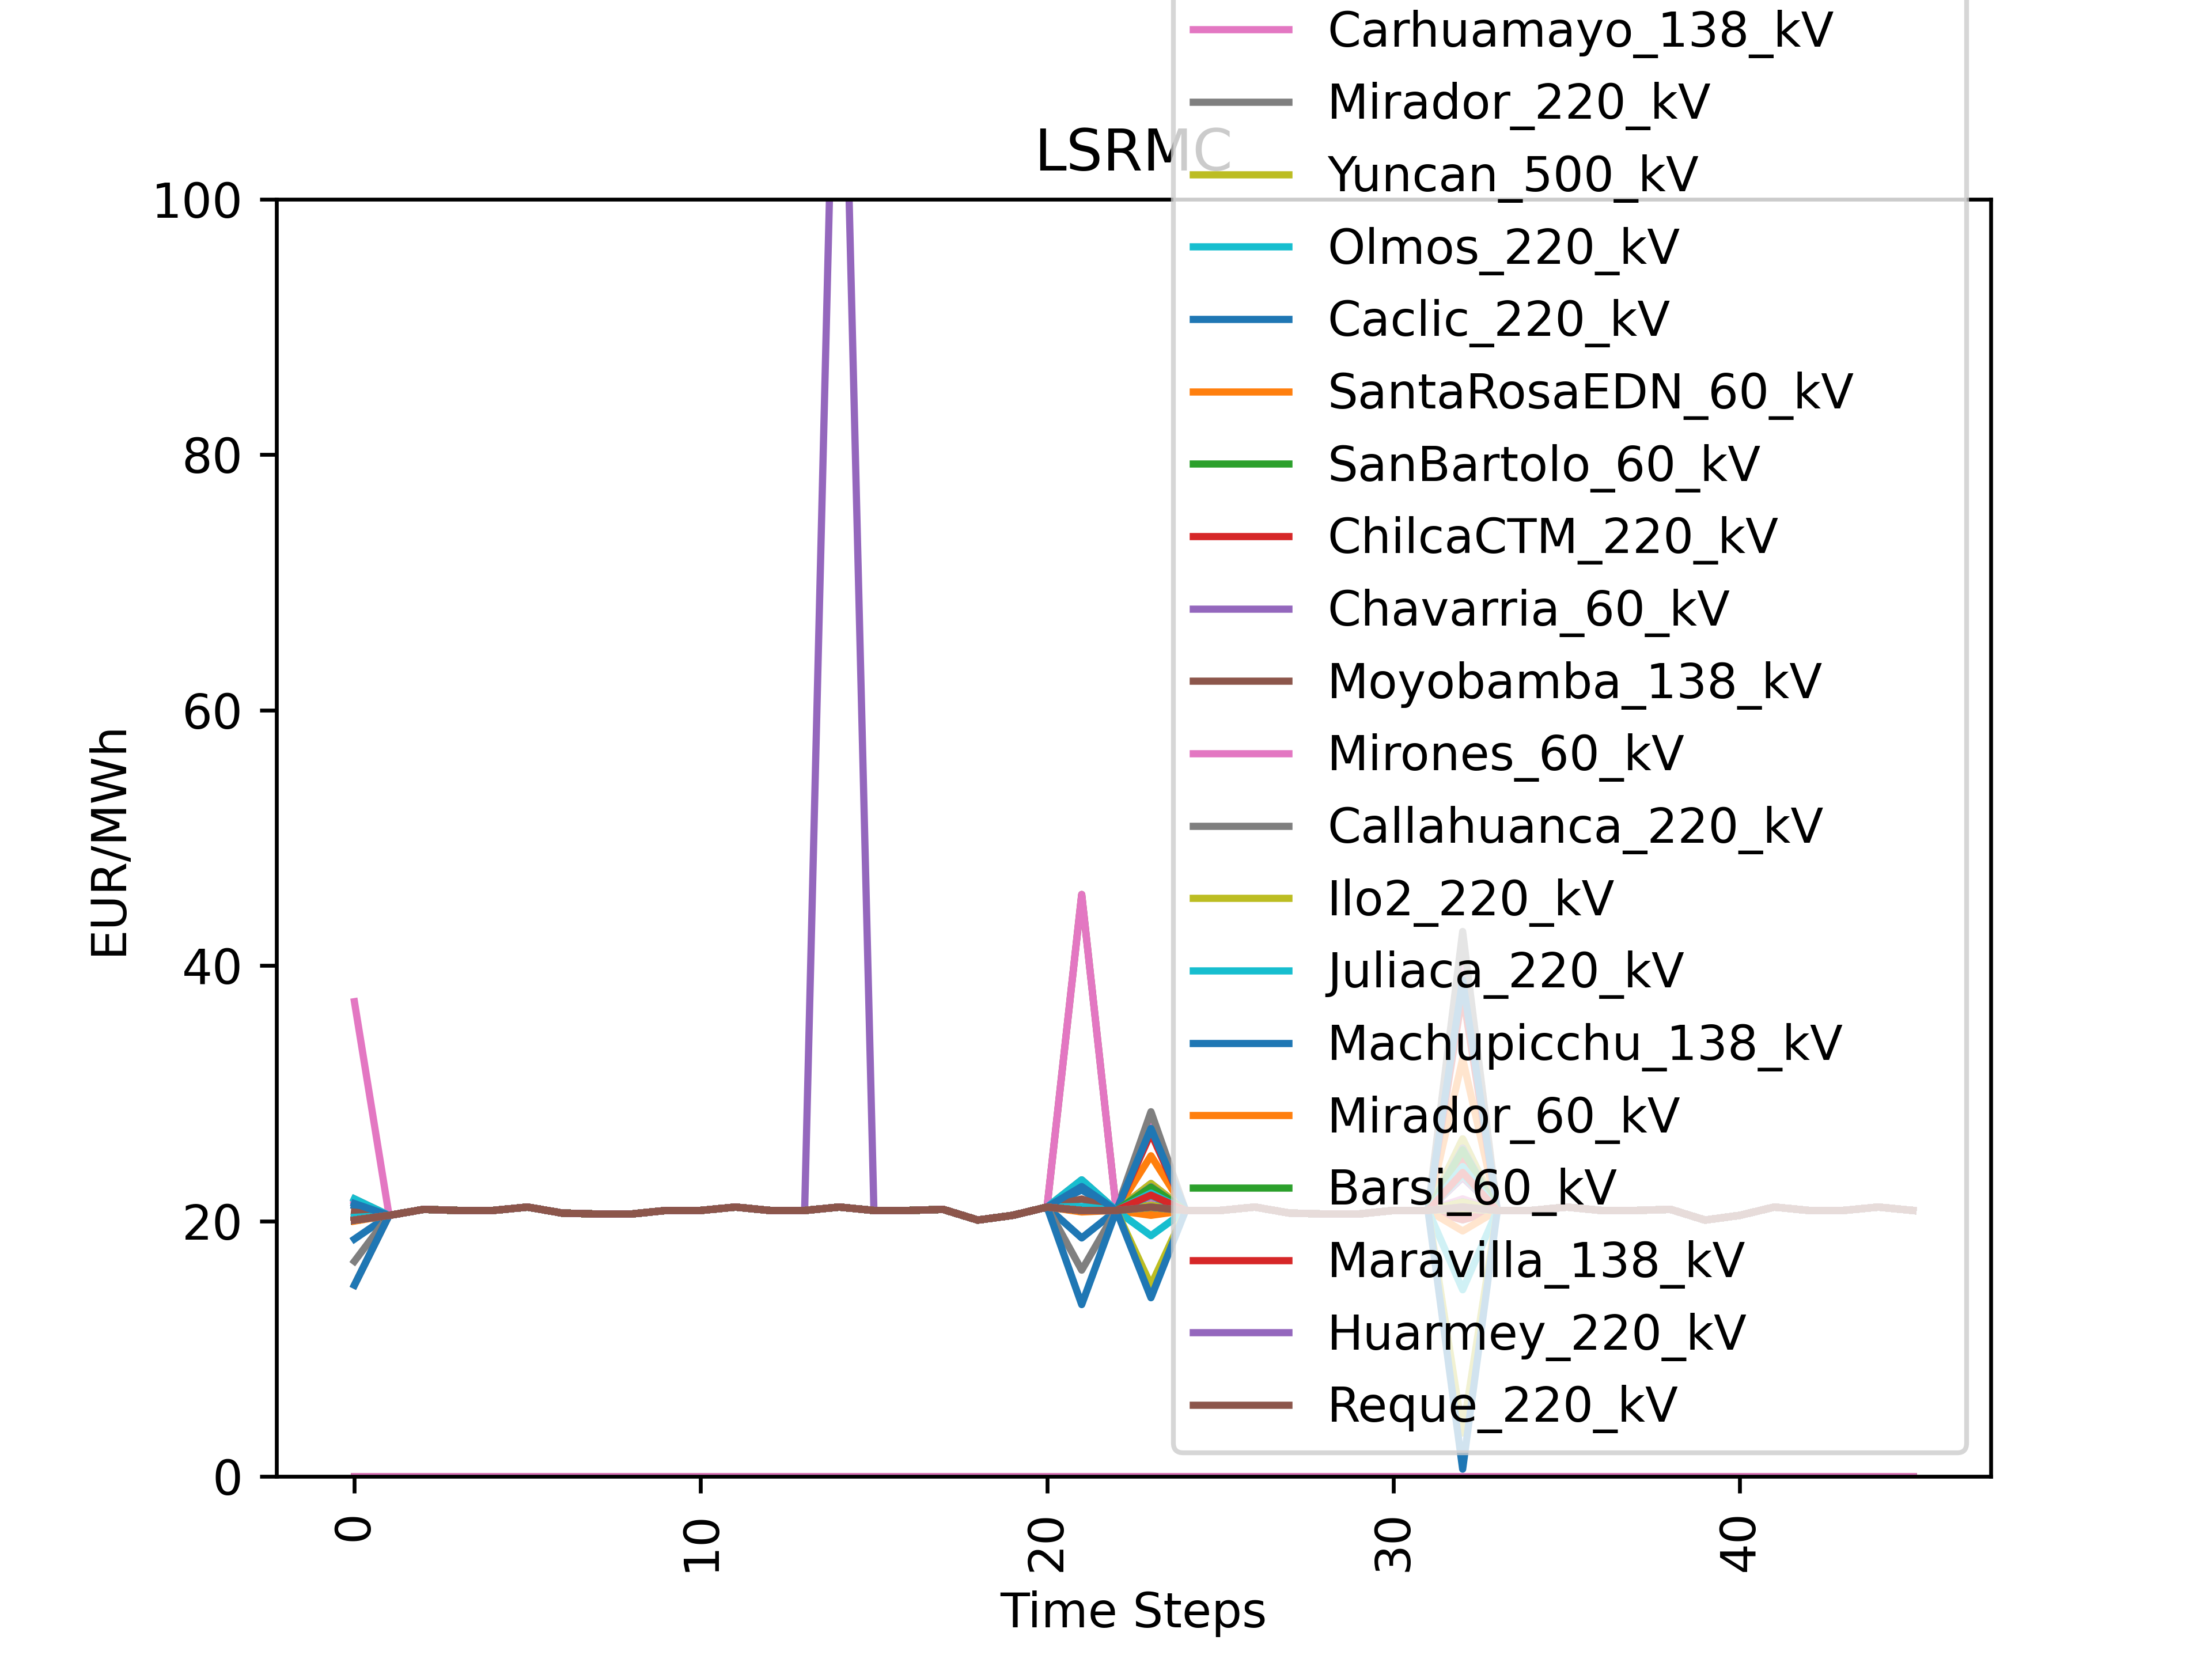 LSRMC
EUR/MWh
100
80
60
40
20
0
0
10
20
30
40
Time Steps
Carhuamayo_138_kV
Mirador_220_kV
Yuncan_500_kV
Olmos_220_kV
Caclic_220_kV
SantaRosaEDN_60_kV
SanBartolo_60_kV
ChilcaCTM_220_kV
Chavarria_60_kV
Moyobamba_138_kV
Mirones_60_kV
Callahuanca_220_kV
Ilo2_220_kV
Juliaca_220_kV
Machupicchu_138_kV
Mirador_60_kV
Barsi_60_kV
Maravilla_138_kV
Huarmey_220_kV
Reque_220_kV